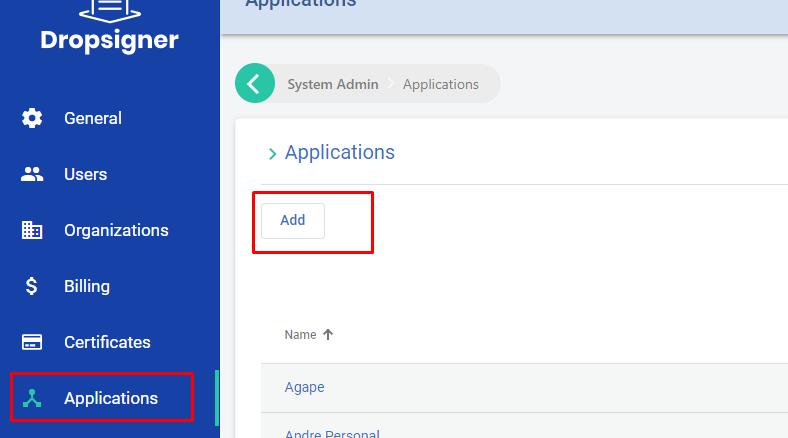 Applications
Dropsigner
System Admin
Applications
General
Applications
Users
Add
Organizations
Billing
Name
Certificates
Agape
Applications
Andre Personal